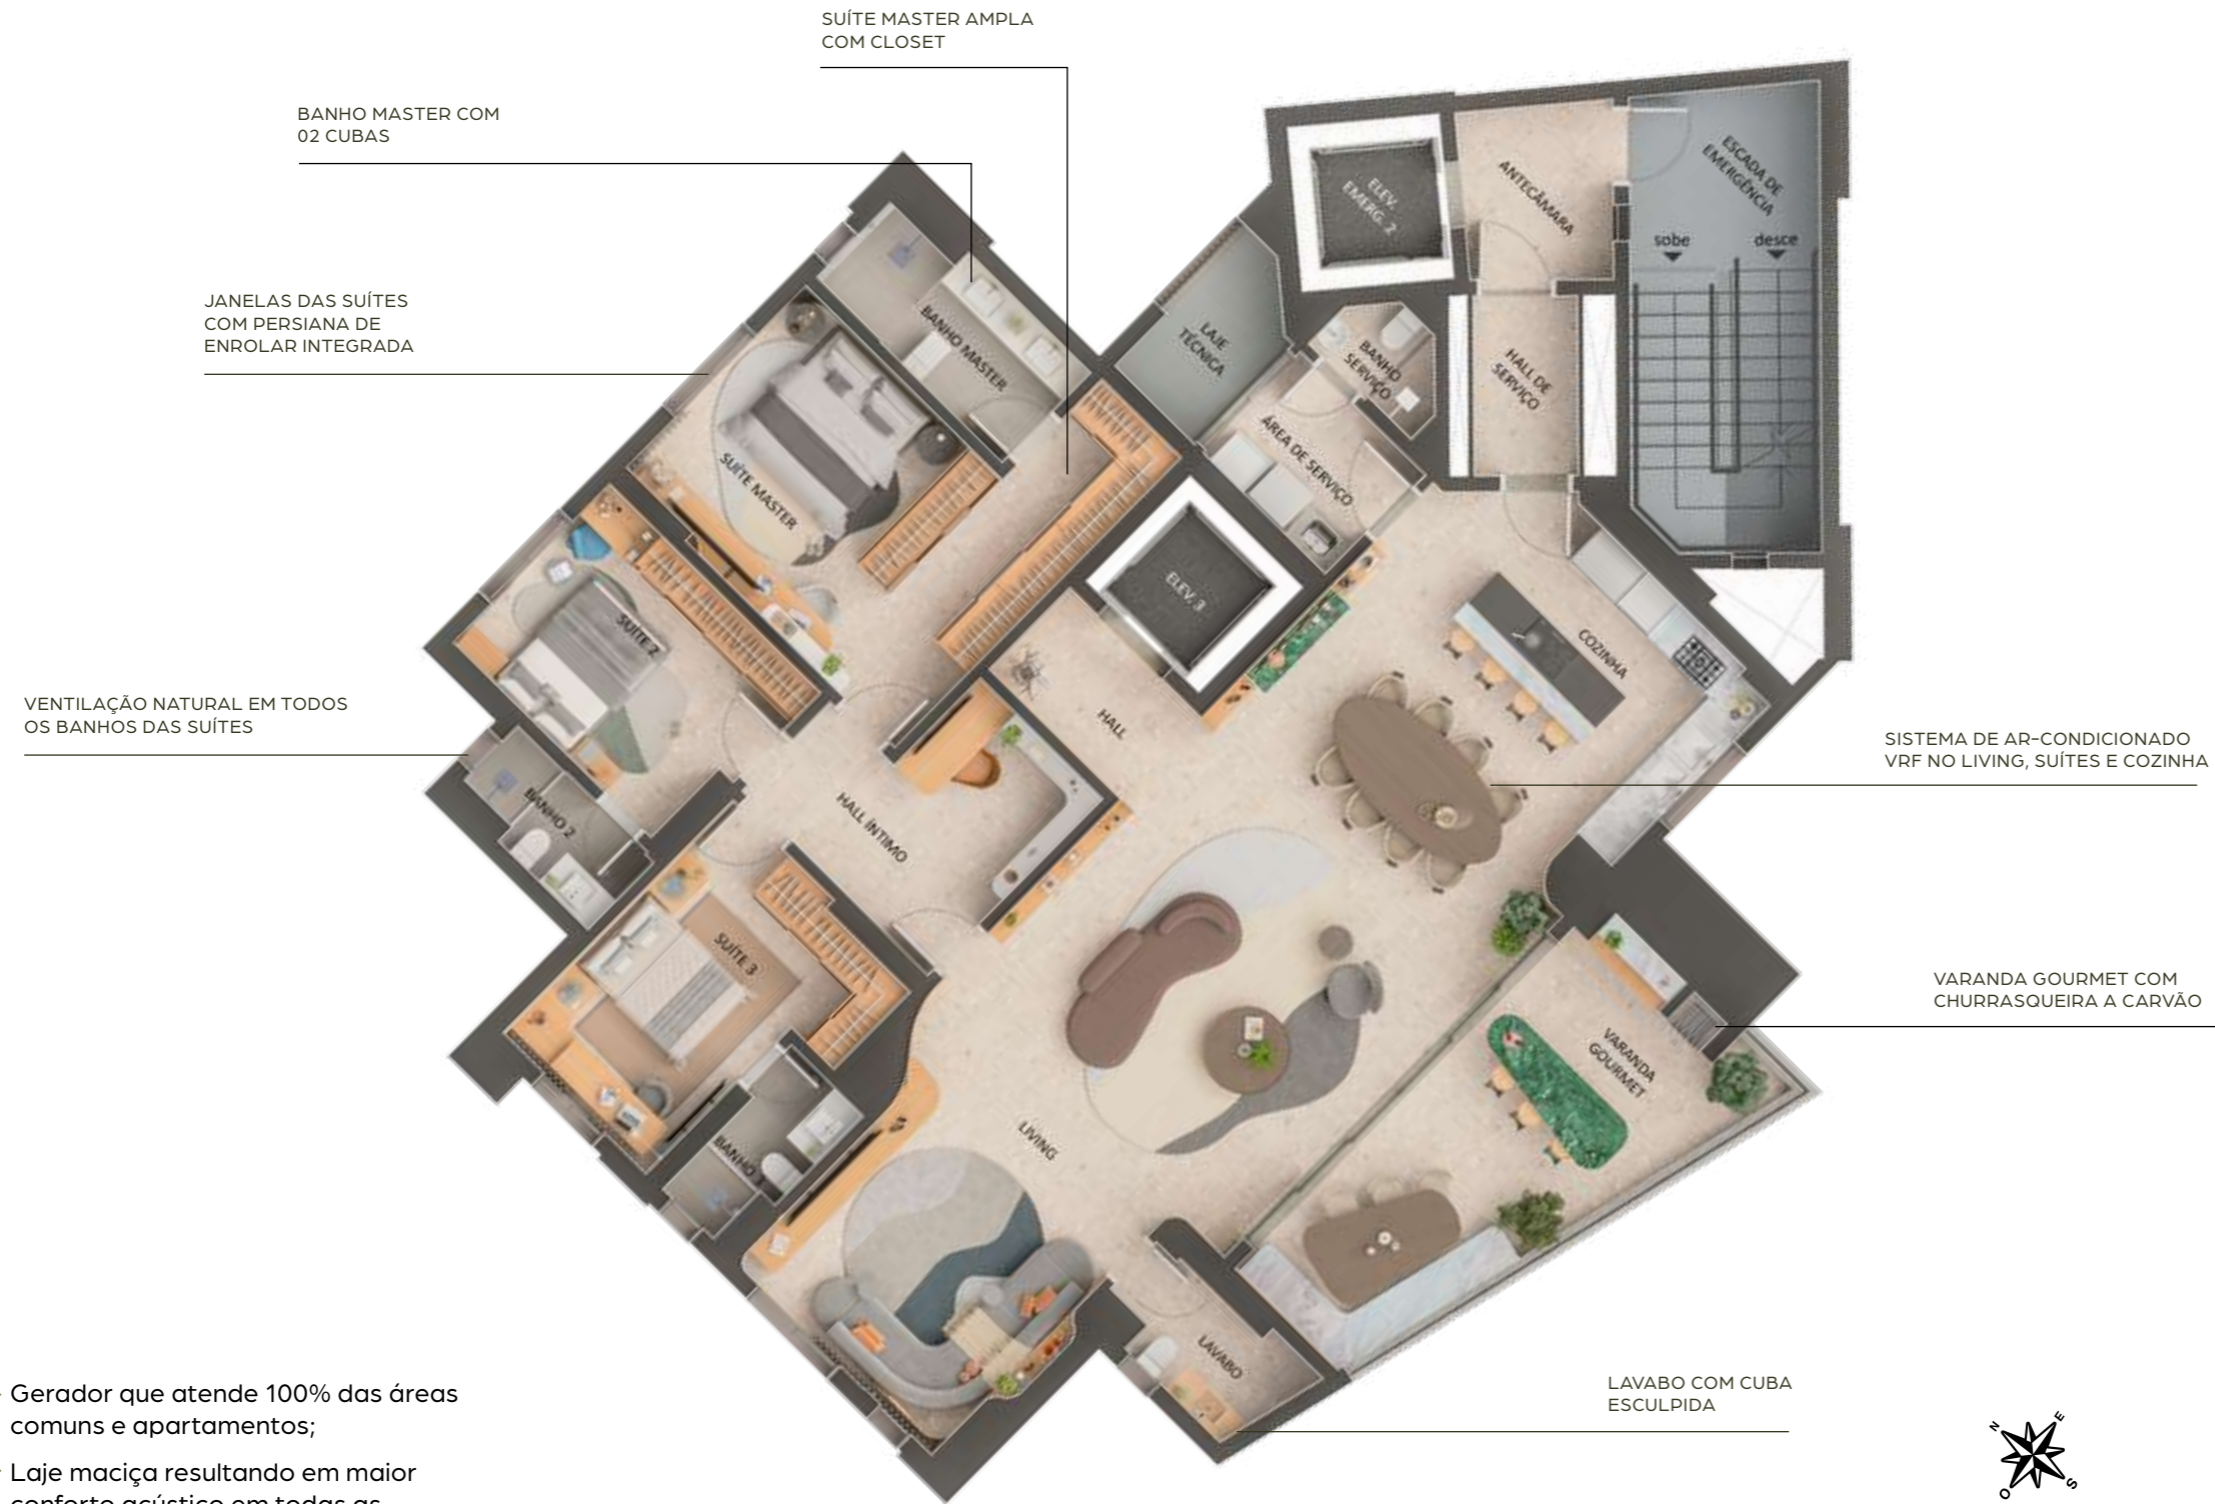 SUÍTE MASTER AMPLA
COM CLOSET
BANHO MASTER COM
02 CUBAS
JANELAS DAS SUÍTES
COM PERSIANA DE
ENROLAR INTEGRADA
VENTILAÇÃO NATURAL EM TODOS
OS BANHOS DAS SUÍTES
SISTEMA DE AR-CONDICIONADO
VRF NO LIVING, SUÍTES E COZINHA
VARANDA GOURMET COM
CHURRASQUEIRA A CARVÃO
LAVABO COM CUBA
ESCULPIDA
ELEV.
EMERG. 2
ANTECÂMARA
ESCADA DE
EMERGÊNCIA
sobe
desce
BANHO MASTER
LAJE
TÉCNICA
BANHO
SERVIÇO
HALL DE
SERVIÇO
ÁREA DE SERVIÇO
SUÍTE MASTER
ELEV. 3
SUÍTE 2
COZINHA
HALL
BANHO 2
HALL ÍNTIMO
SUÍTE 3
VARANDA
GOURMET
LIVING
BANHO
LAVABO
Gerador que atende 100% das áreas
comuns e apartamentos;
Laje maciça resultando em maior
conforto acústico em todas as
N
E
S
O